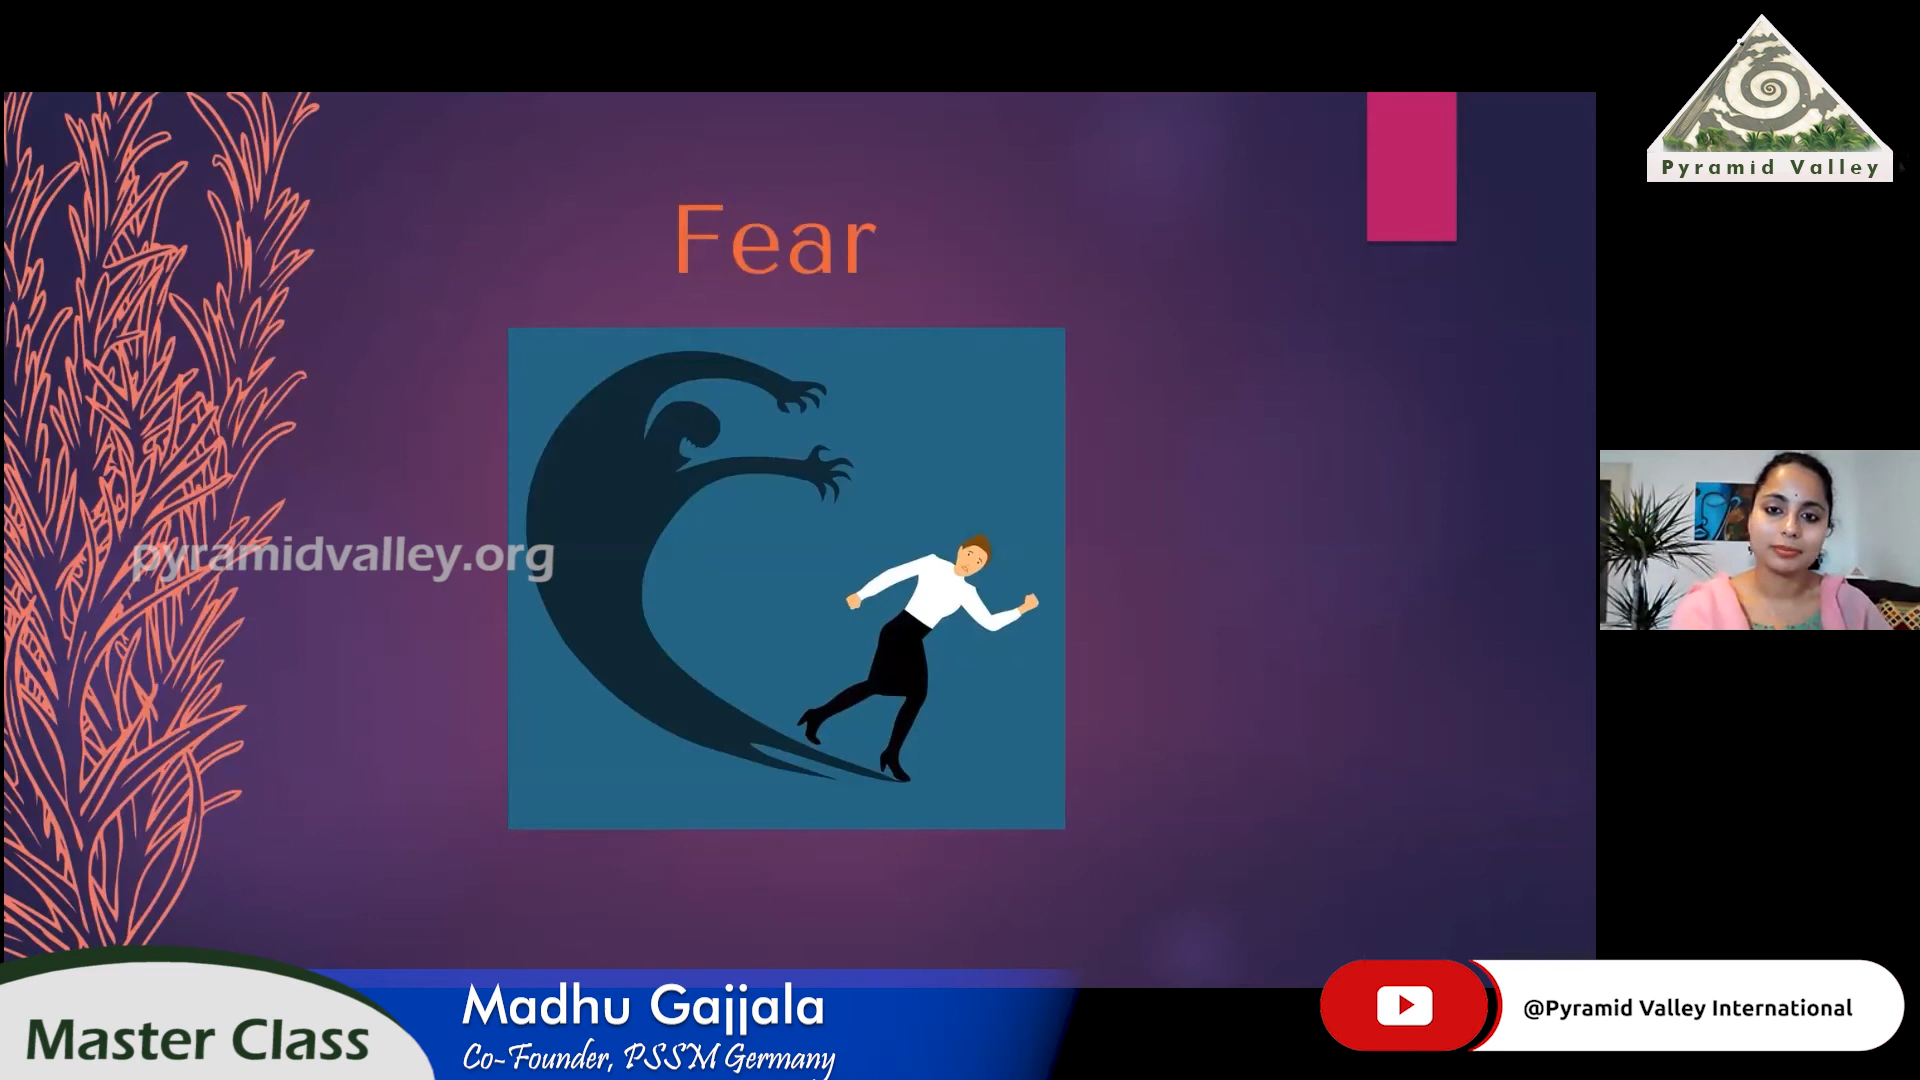 Pyramid Valley
Fear
pyramidvalley.org
Master Class
Madhu Gajjala
Co-Founder, PSSM Germany
@Pyramid Valley International